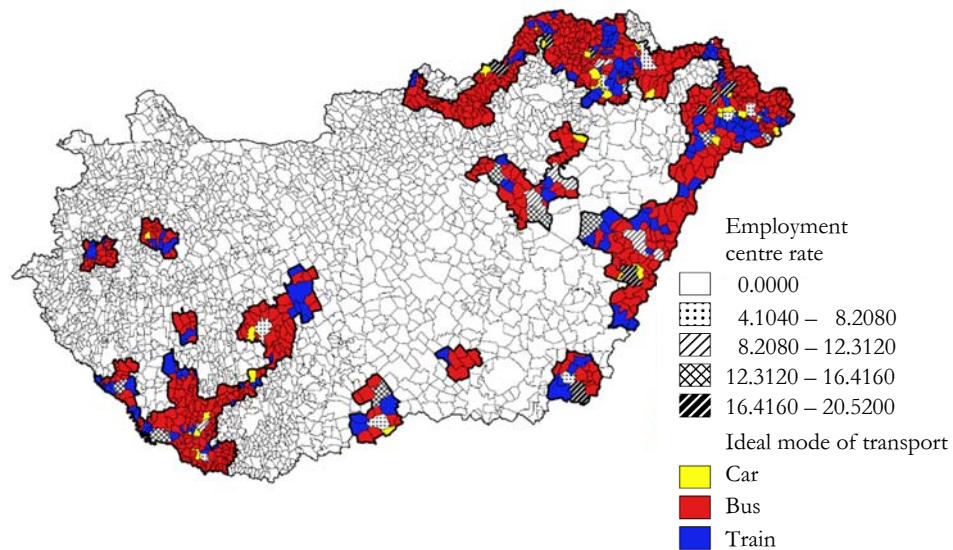 Employment
centre rate
0.0000
4.1040 – 8.2080
8.2080 – 12.3120
12.3120 – 16.4160
16.4160 – 20.5200
Ideal mode of transport
Car
Bus
Train